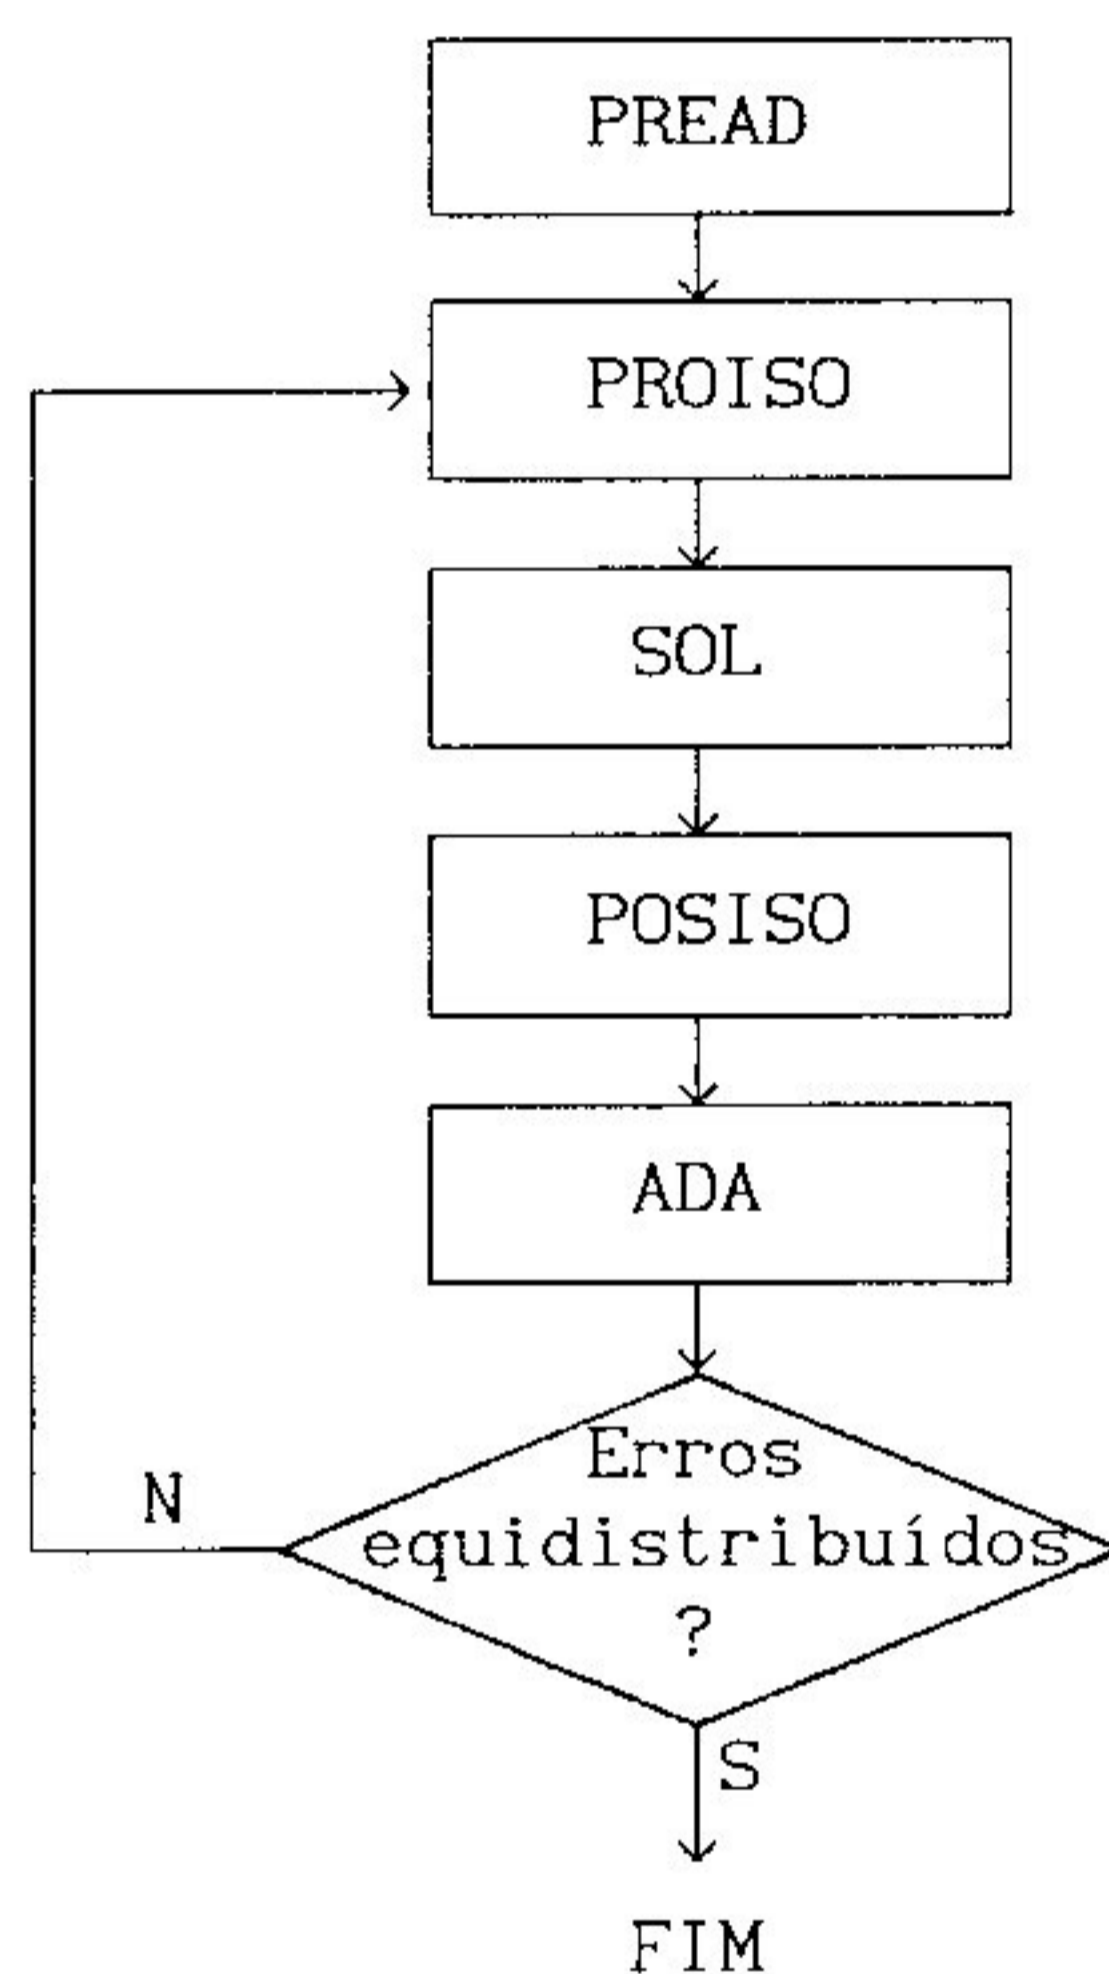 PREAD
PROISO
SOL
POSISO
ADA
Erros
equidistribuídos
?
N
S
FIM